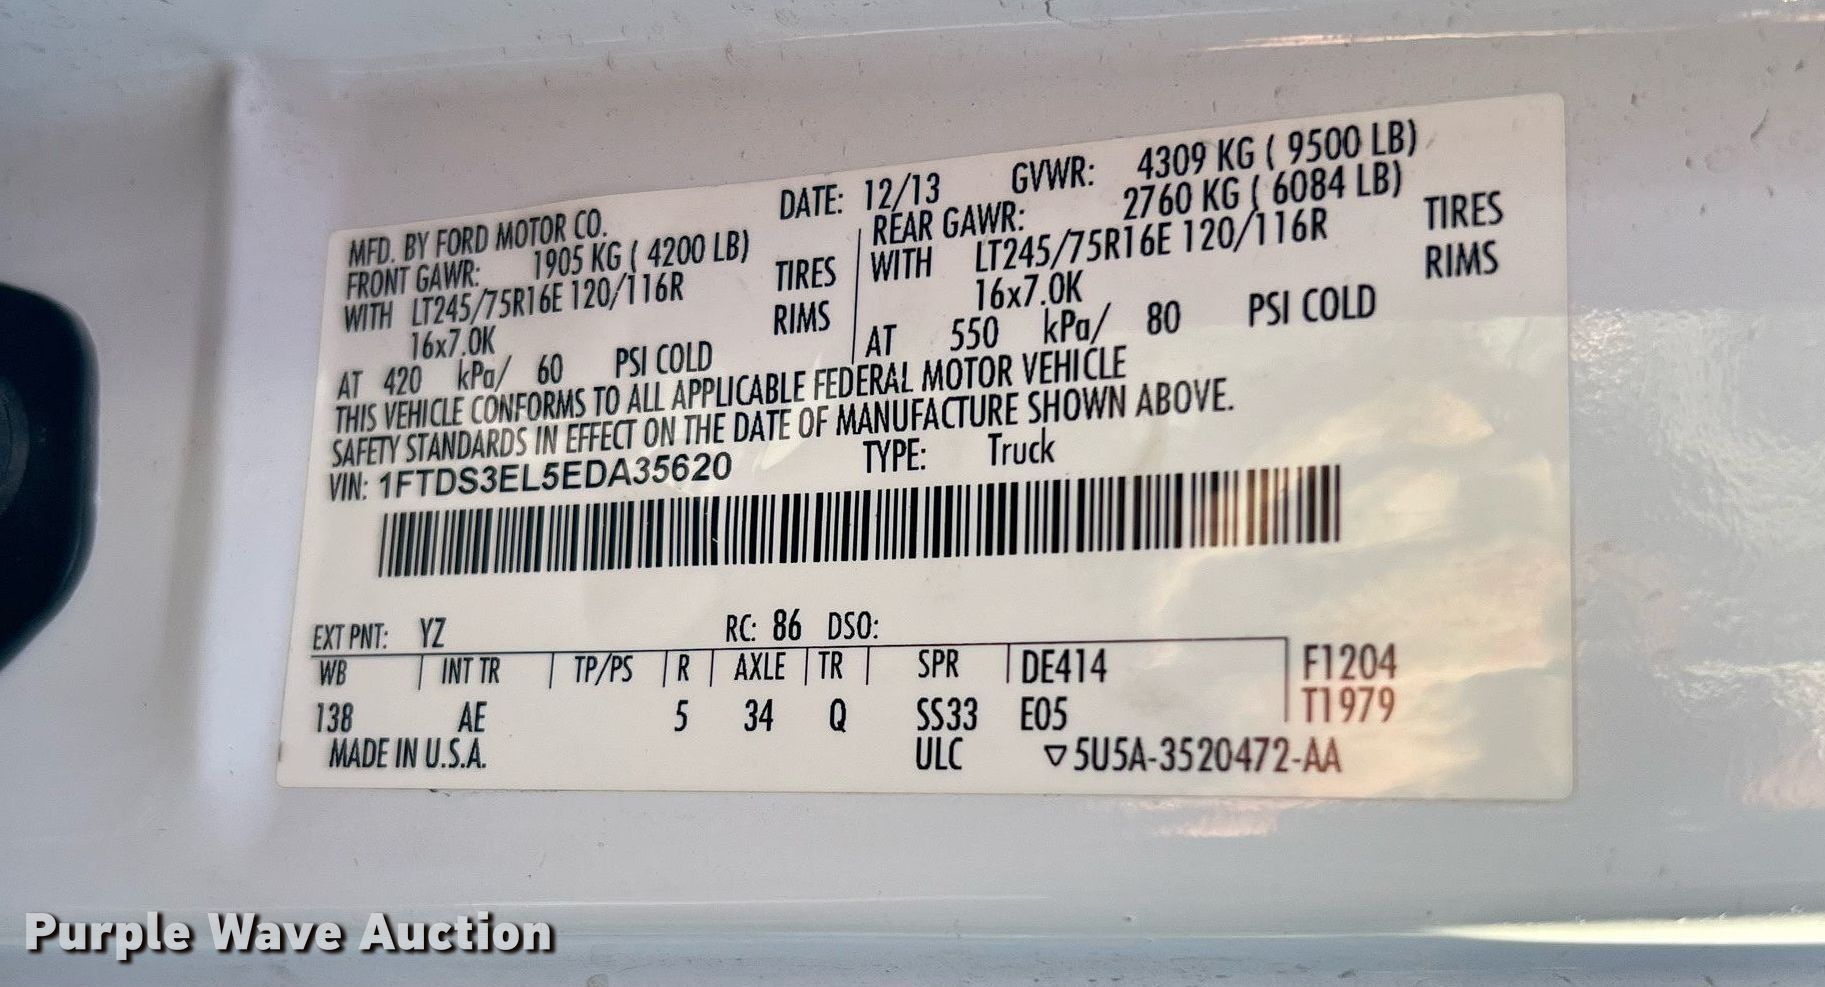 DATE: 12/13 GVWR: 4309 KG ( 9500 LB)
MFD. BY FORD MOTOR CO.
FRONT GAWR: 1905 KG ( 4200 LB)
WITH LT245/75R16E 120/116R TIRES
16x7.0K RIMS
AT 420 kPa/ 60 PSI COLD
REAR GAWR: 2760 KG ( 6084 LB)
WITH LT245/75R16E 120/116R TIRES
16x7.0K RIMS
AT 550 kPa/ 80 PSI COLD
THIS VEHICLE CONFORMS TO ALL APPLICABLE FEDERAL MOTOR VEHICLE
SAFETY STANDARDS IN EFFECT ON THE DATE OF MANUFACTURE SHOWN ABOVE.
VIN: 1FTDS3EL5EDA35620 TYPE: Truck
EXT PNT: YZ RC: 86 DSO:
WB INT TR TP/PS R AXLE TR SPR DE414 F1204
138 AE 5 34 Q SS33 E05 T1979
MADE IN U.S.A. ULC ▽5U5A-3520472-AA
Purple Wave Auction